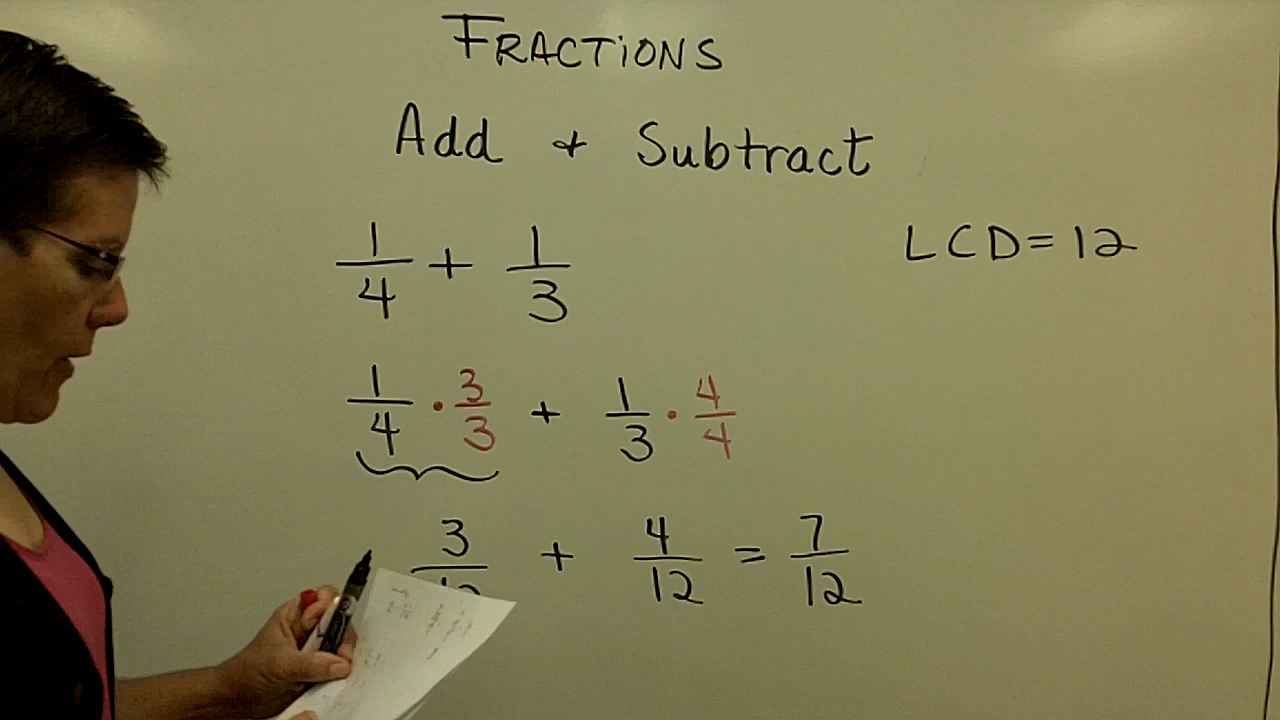 FRACTIONS
Add + Subtract
1/4 + 1/3
LCD = 12
1/4 · 3/3 + 1/3 · 4/4
3/12 + 4/12 = 7/12